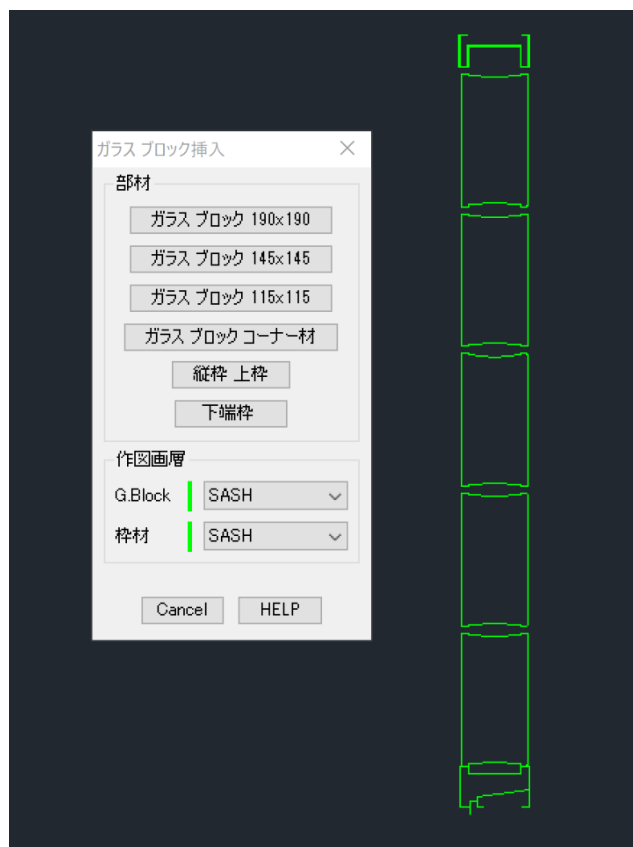 ガラス ブロック挿入
部材
ガラス ブロック 190x190
ガラス ブロック 145x145
ガラス ブロック 115x115
ガラス ブロック コーナー材
縦枠 上枠
下端枠
作図画層
G.Block SASH
枠材 SASH
Cancel HELP